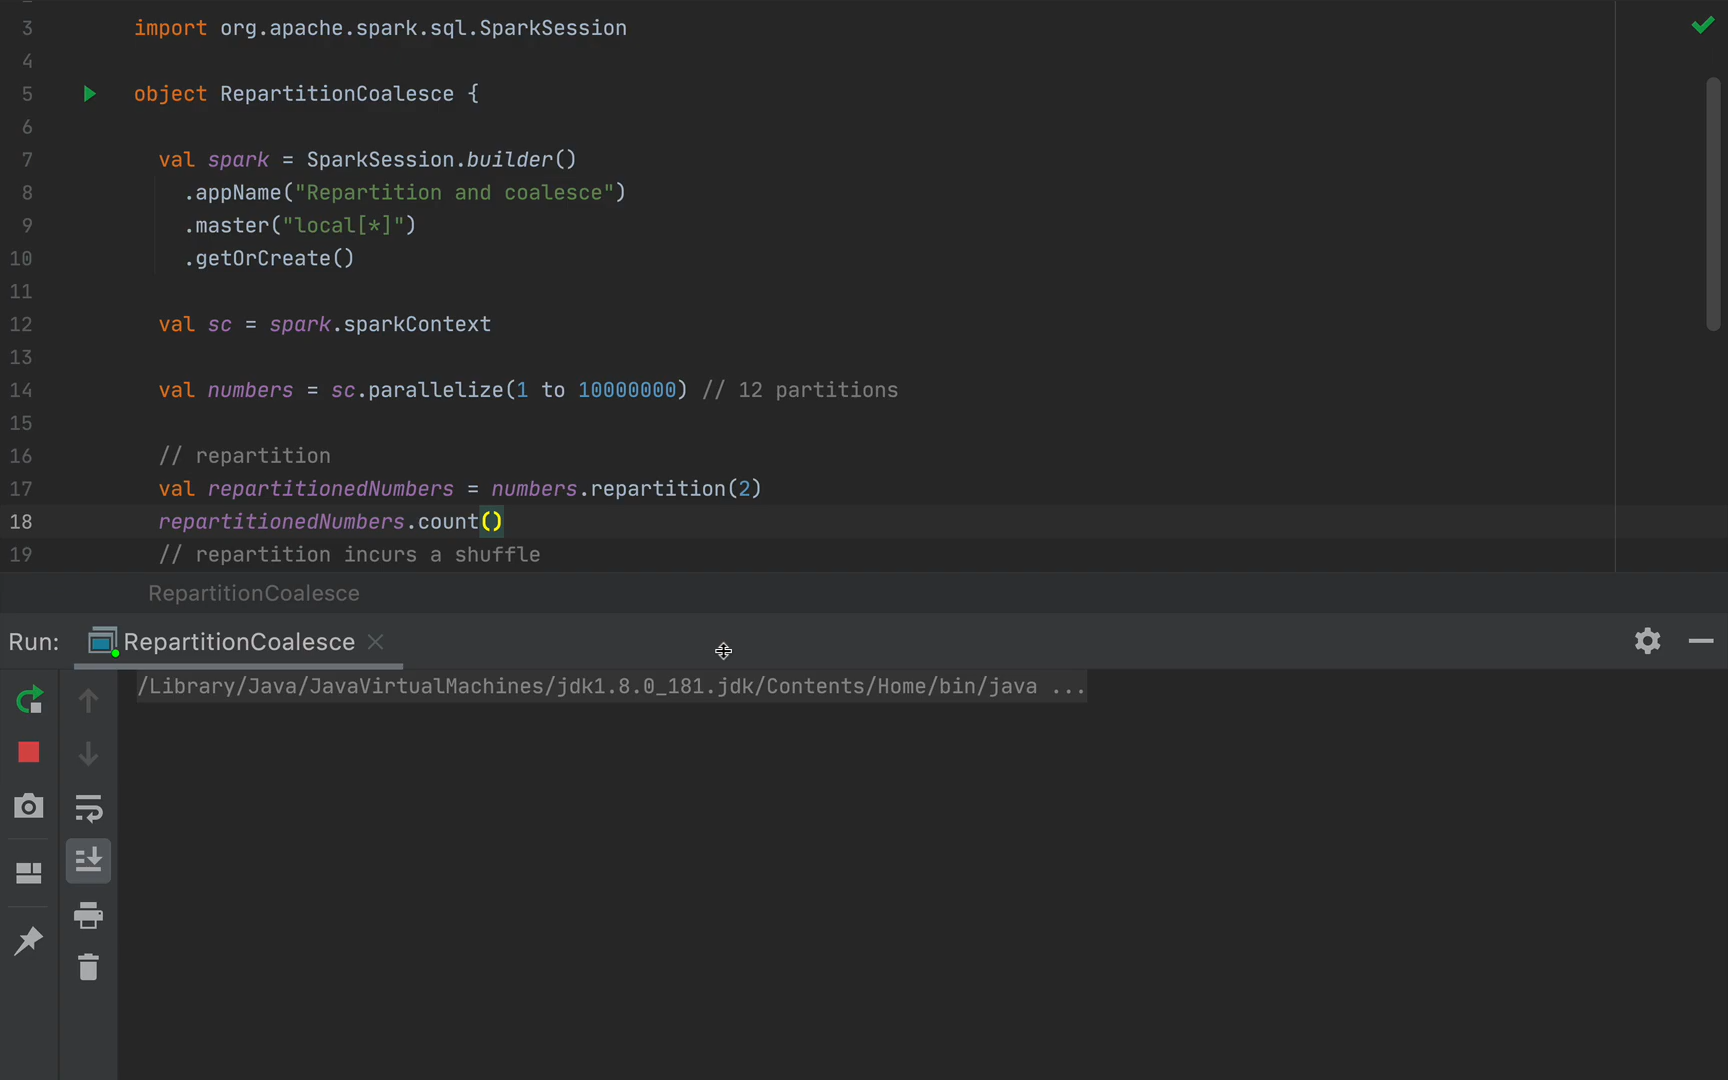 3 import org.apache.spark.sql.SparkSession
4
5 object RepartitionCoalesce {
6
7 val spark = SparkSession.builder()
8 .appName("Repartition and coalesce")
9 .master("local[*]")
10 .getOrCreate()
11
12 val sc = spark.sparkContext
13
14 val numbers = sc.parallelize(1 to 10000000) // 12 partitions
15
16 // repartition
17 val repartitionedNumbers = numbers.repartition(2)
18 repartitionedNumbers.count()
19 // repartition incurs a shuffle
RepartitionCoalesce
Run: RepartitionCoalesce
/Library/Java/JavaVirtualMachines/jdk1.8.0_181.jdk/Contents/Home/bin/java ...